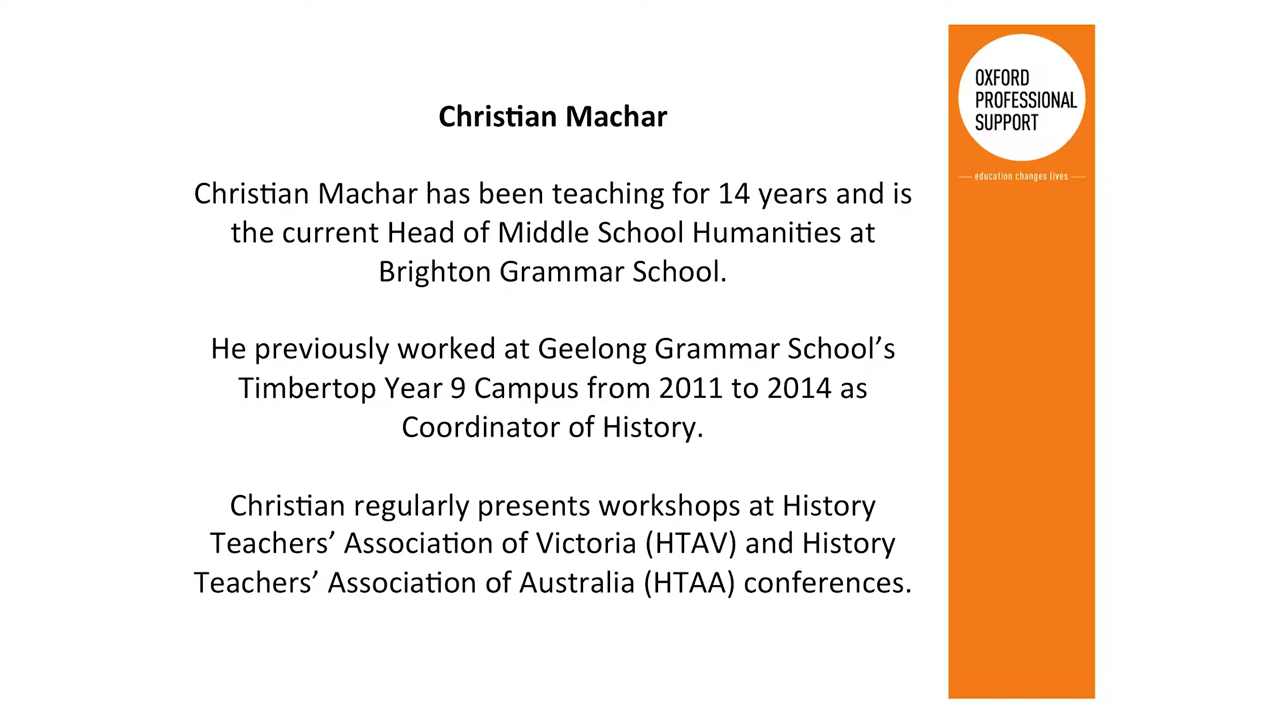 Christian Machar
Christian Machar has been teaching for 14 years and is
the current Head of Middle School Humanities at
Brighton Grammar School.
He previously worked at Geelong Grammar School’s
Timbertop Year 9 Campus from 2011 to 2014 as
Coordinator of History.
Christian regularly presents workshops at History
Teachers’ Association of Victoria (HTAV) and History
Teachers’ Association of Australia (HTAA) conferences.
OXFORD
PROFESSIONAL
SUPPORT
education changes lives